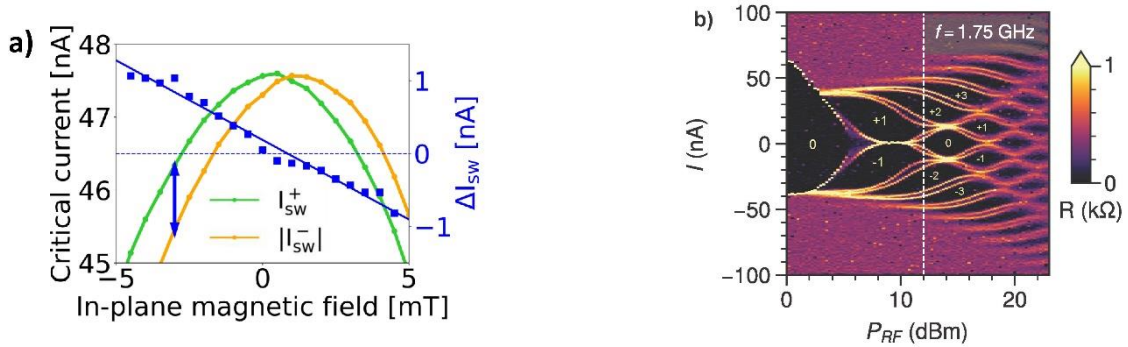 a)
Critical current [nA]
48
47
46
45
−5
0
5
In-plane magnetic field [mT]
1
0
−1
ΔI_sw [nA]
I_sw^+
|I_sw^-|
b)
f = 1.75 GHz
I (nA)
100
50
0
−50
−100
0
10
20
P_RF (dBm)
+3
+2
+1
+1
0
0
-1
-1
-2
-3
1
0
R (kΩ)